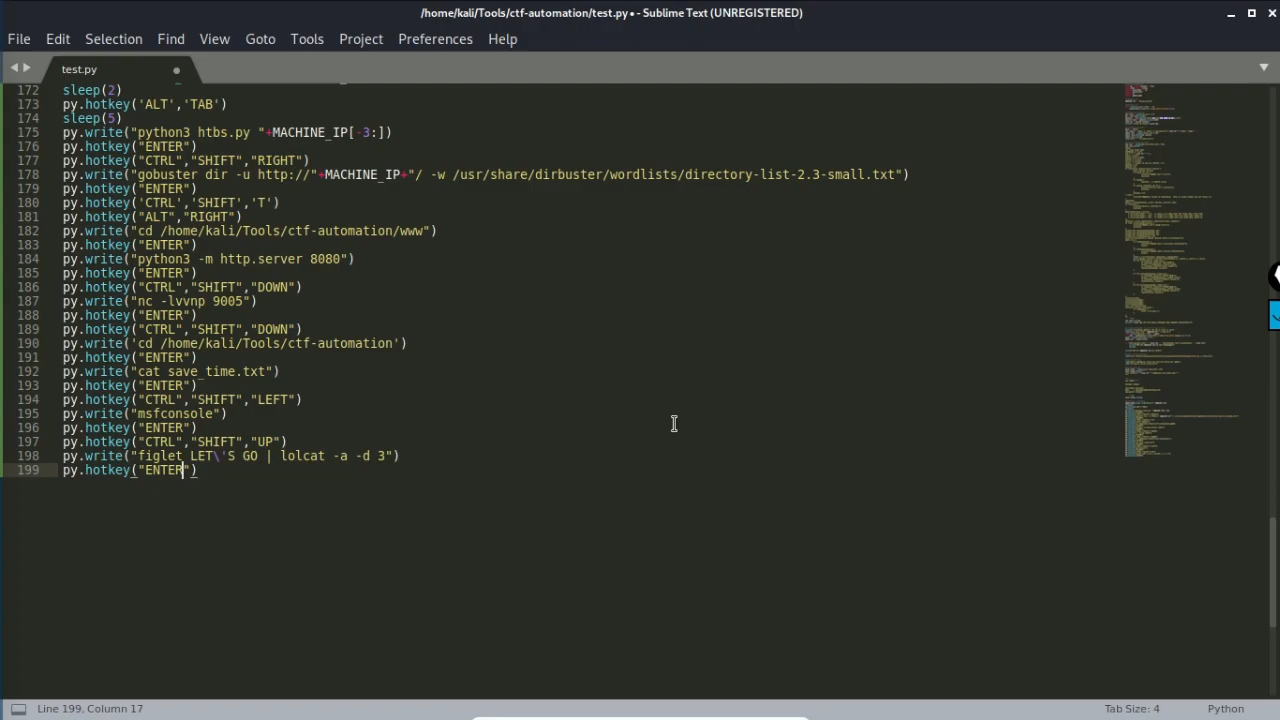 /home/kali/Tools/ctf-automation/test.py • - Sublime Text (UNREGISTERED)
File Edit Selection Find View Goto Tools Project Preferences Help
test.py
172 sleep(2)
173 py.hotkey('ALT','TAB')
174 sleep(5)
175 py.write("python3 htbs.py "+MACHINE_IP[-3:])
176 py.hotkey("ENTER")
177 py.hotkey("CTRL","SHIFT","RIGHT")
178 py.write("gobuster dir -u http://"+MACHINE_IP+"/ -w /usr/share/dirbuster/wordlists/directory-list-2.3-small.txt")
179 py.hotkey("ENTER")
180 py.hotkey('CTRL','SHIFT','T')
181 py.hotkey("ALT","RIGHT")
182 py.write("cd /home/kali/Tools/ctf-automation/www")
183 py.hotkey("ENTER")
184 py.write("python3 -m http.server 8080")
185 py.hotkey("ENTER")
186 py.hotkey("CTRL","SHIFT","DOWN")
187 py.write("nc -lvvnp 9005")
188 py.hotkey("ENTER")
189 py.hotkey("CTRL","SHIFT","DOWN")
190 py.write('cd /home/kali/Tools/ctf-automation')
191 py.hotkey("ENTER")
192 py.write("cat save_time.txt")
193 py.hotkey("ENTER")
194 py.hotkey("CTRL","SHIFT","LEFT")
195 py.write("msfconsole")
196 py.hotkey("ENTER")
197 py.hotkey("CTRL","SHIFT","UP")
198 py.write("figlet LET\'S GO | lolcat -a -d 3")
199 py.hotkey("ENTER")
Line 199, Column 17 Tab Size: 4 Python